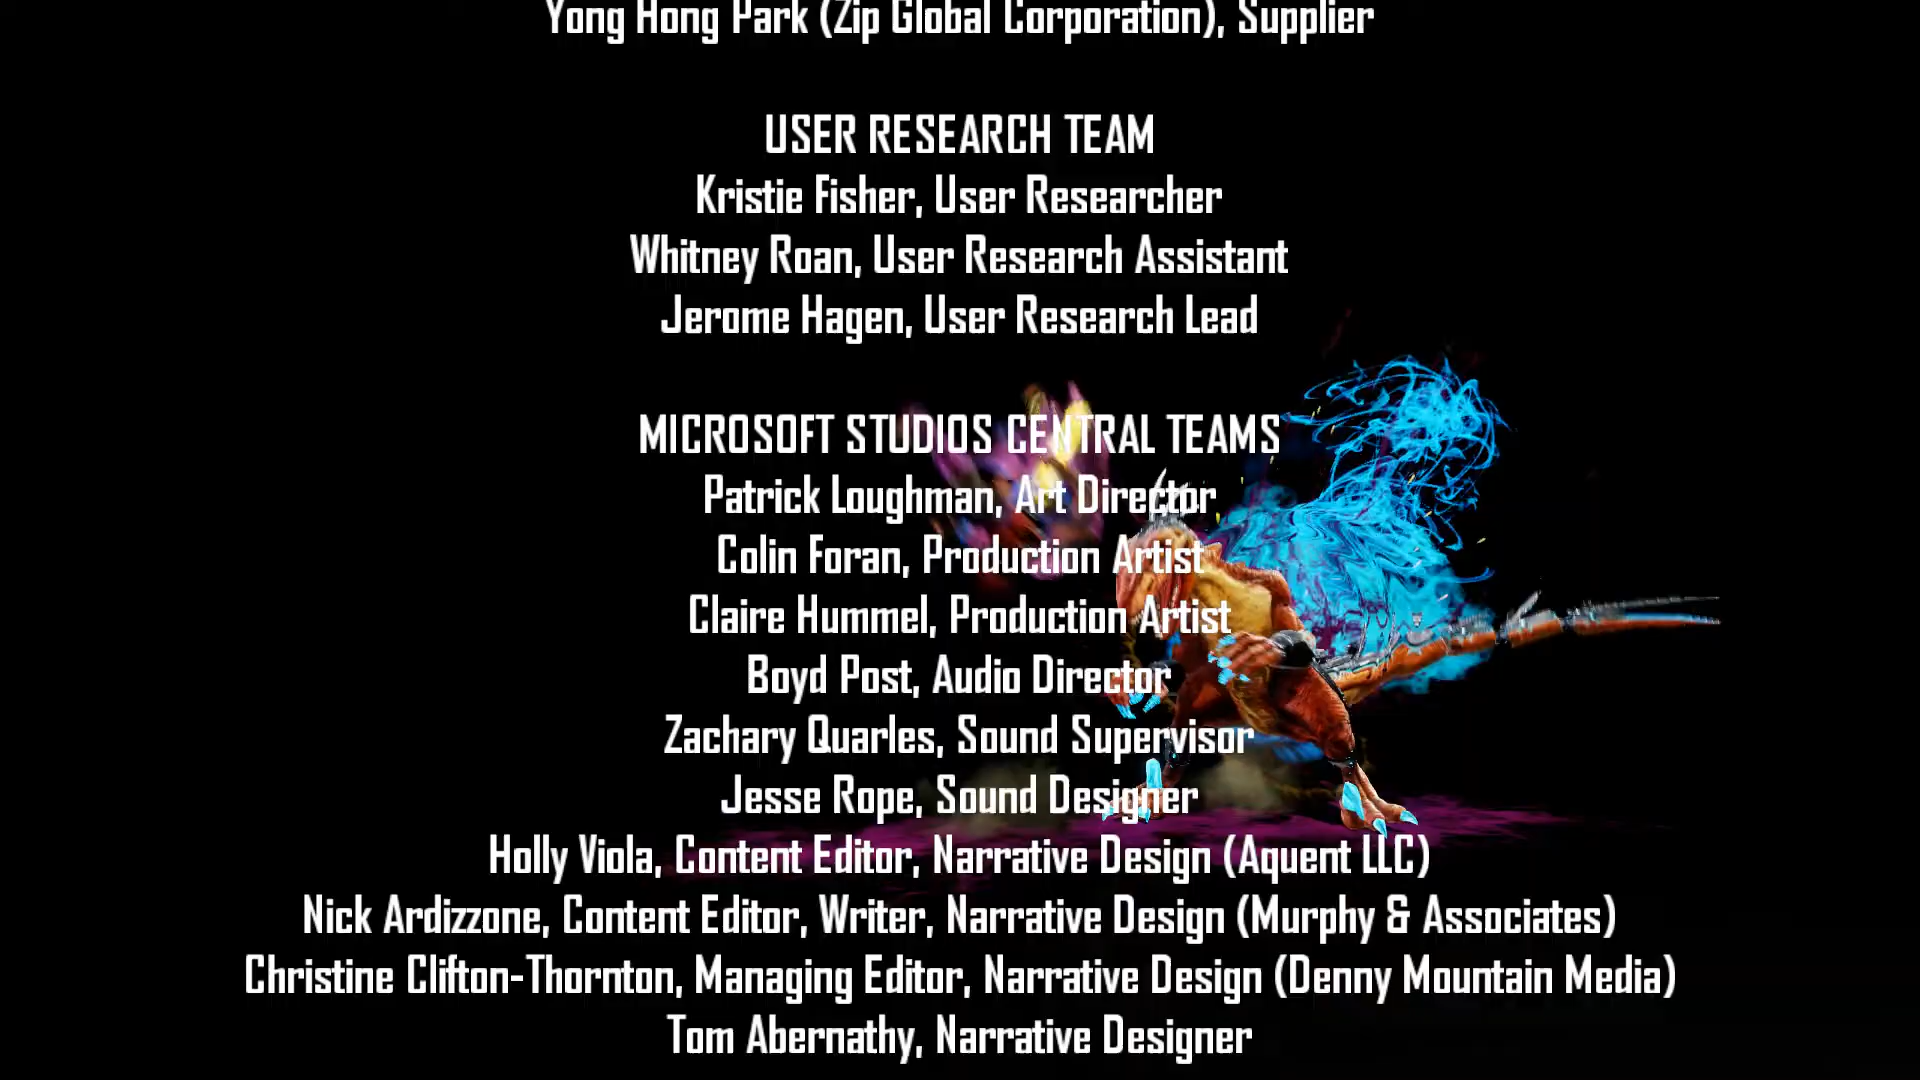 Yong Hong Park (Zip Global Corporation), Supplier
USER RESEARCH TEAM
Kristie Fisher, User Researcher
Whitney Roan, User Research Assistant
Jerome Hagen, User Research Lead
MICROSOFT STUDIOS CENTRAL TEAMS
Patrick Loughman, Art Director
Colin Foran, Production Artist
Claire Hummel, Production Artist
Boyd Post, Audio Director
Zachary Quarles, Sound Supervisor
Jesse Rope, Sound Designer
Holly Viola, Content Editor, Narrative Design (Aquent LLC)
Nick Ardizzone, Content Editor, Writer, Narrative Design (Murphy & Associates)
Christine Clifton-Thornton, Managing Editor, Narrative Design (Denny Mountain Media)
Tom Abernathy, Narrative Designer